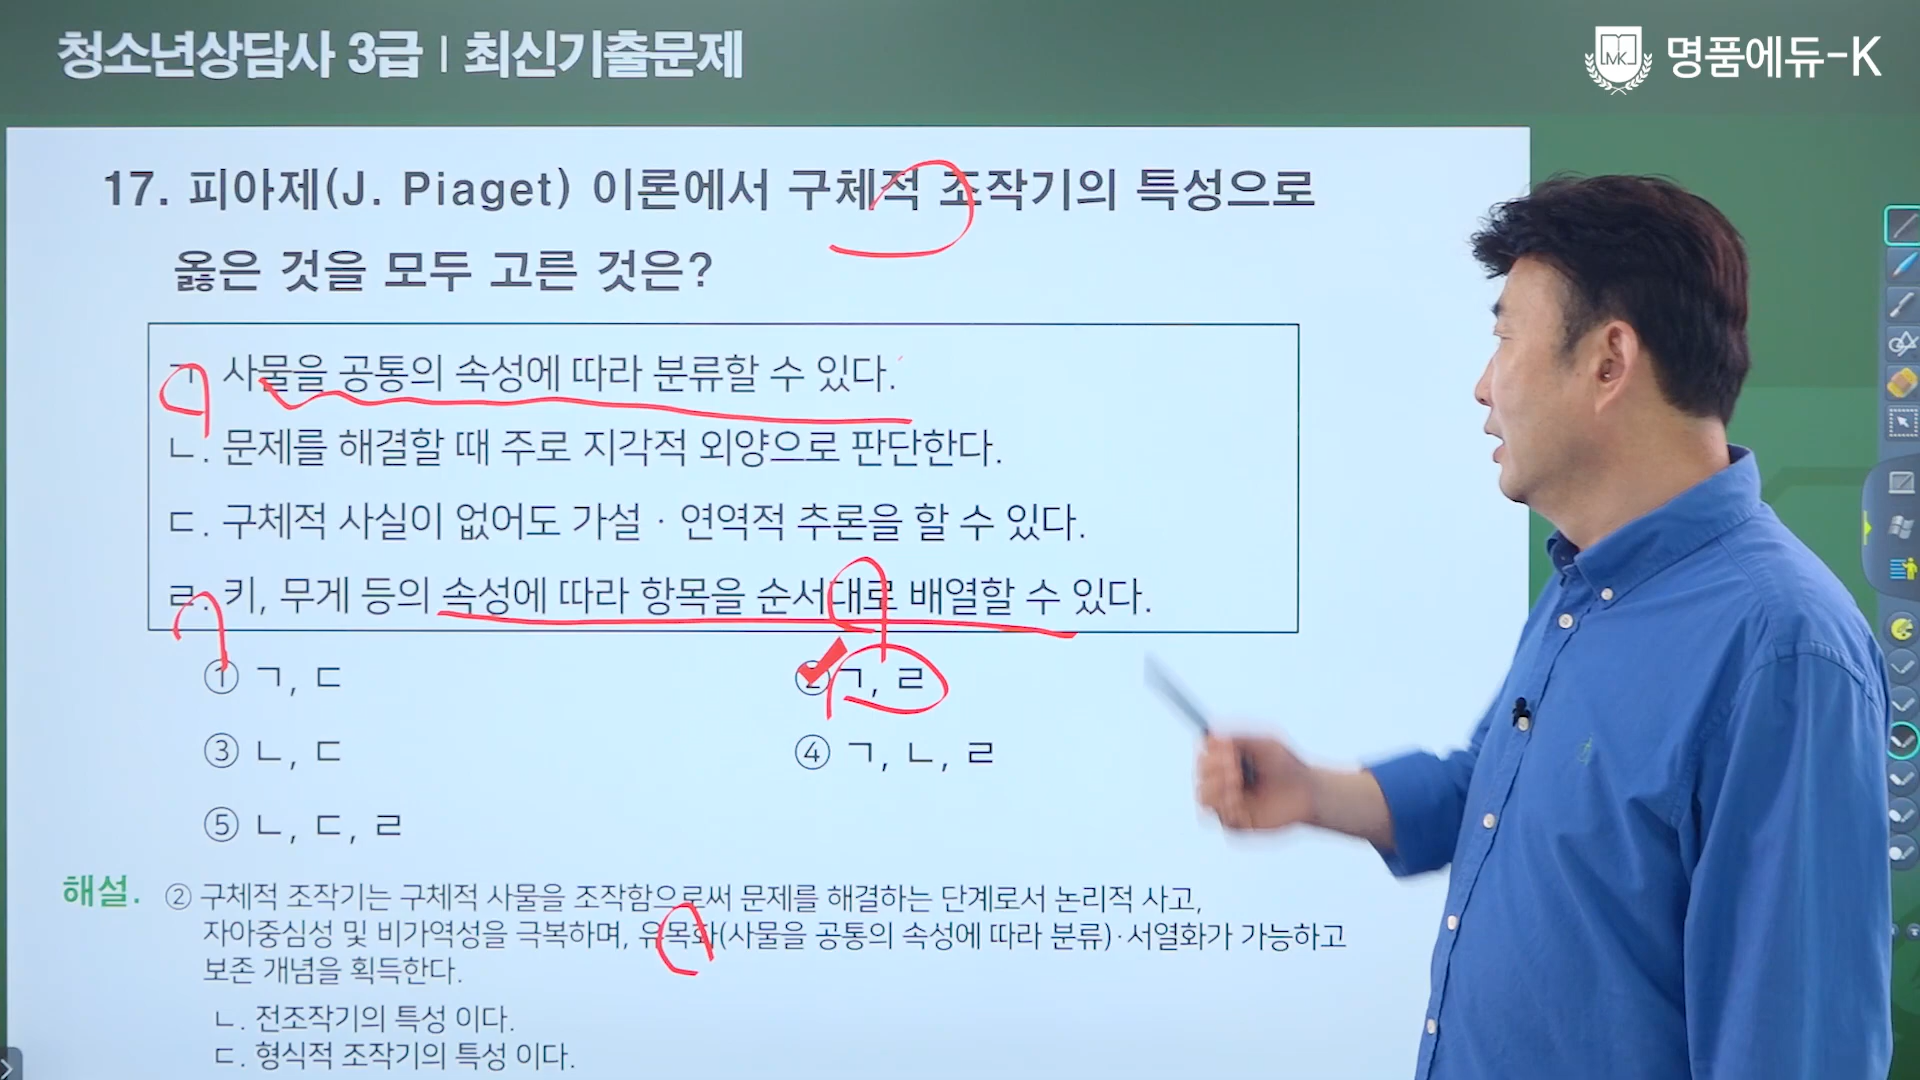 청소년상담사 3급 | 최신기출문제
명품에듀-K
MK
17. 피아제(J. Piaget) 이론에서 구체적 조작기의 특성으로
옳은 것을 모두 고른 것은?
ㄱ. 사물을 공통의 속성에 따라 분류할 수 있다.
ㄴ. 문제를 해결할 때 주로 지각적 외양으로 판단한다.
ㄷ. 구체적 사실이 없어도 가설 · 연역적 추론을 할 수 있다.
ㄹ. 키, 무게 등의 속성에 따라 항목을 순서대로 배열할 수 있다.
① ㄱ, ㄷ
② ㄱ, ㄹ
③ ㄴ, ㄷ
④ ㄱ, ㄴ, ㄹ
⑤ ㄴ, ㄷ, ㄹ
해설. ② 구체적 조작기는 구체적 사물을 조작함으로써 문제를 해결하는 단계로서 논리적 사고,
자아중심성 및 비가역성을 극복하며, 유목화(사물을 공통의 속성에 따라 분류)·서열화가 가능하고
보존 개념을 획득한다.
ㄴ. 전조작기의 특성 이다.
ㄷ. 형식적 조작기의 특성 이다.